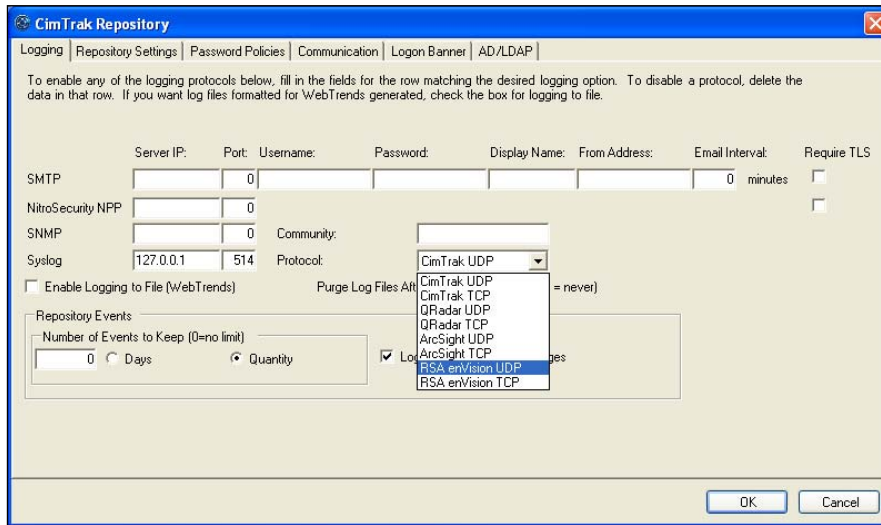 CimTrak Repository
Logging Repository Settings Password Policies Communication Logon Banner AD/LDAP
To enable any of the logging protocols below, fill in the fields for the row matching the desired logging option. To disable a protocol, delete the
data in that row. If you want log files formatted for WebTrends generated, check the box for logging to file.
Server IP: Port: Username: Password: Display Name: From Address: Email Interval: Require TLS
SMTP 0 0 minutes
NitroSecurity NPP 0
SNMP 0 Community:
Syslog 127.0.0.1 514 Protocol: CimTrak UDP
Enable Logging to File (WebTrends) Purge Log Files Aft = never)
CimTrak UDP
CimTrak TCP
QRadar UDP
QRadar TCP
ArcSight UDP
ArcSight TCP
RSA enVision UDP
RSA enVision TCP
Repository Events
Number of Events to Keep (0=no limit)
0 Days Quantity Log ges
OK Cancel